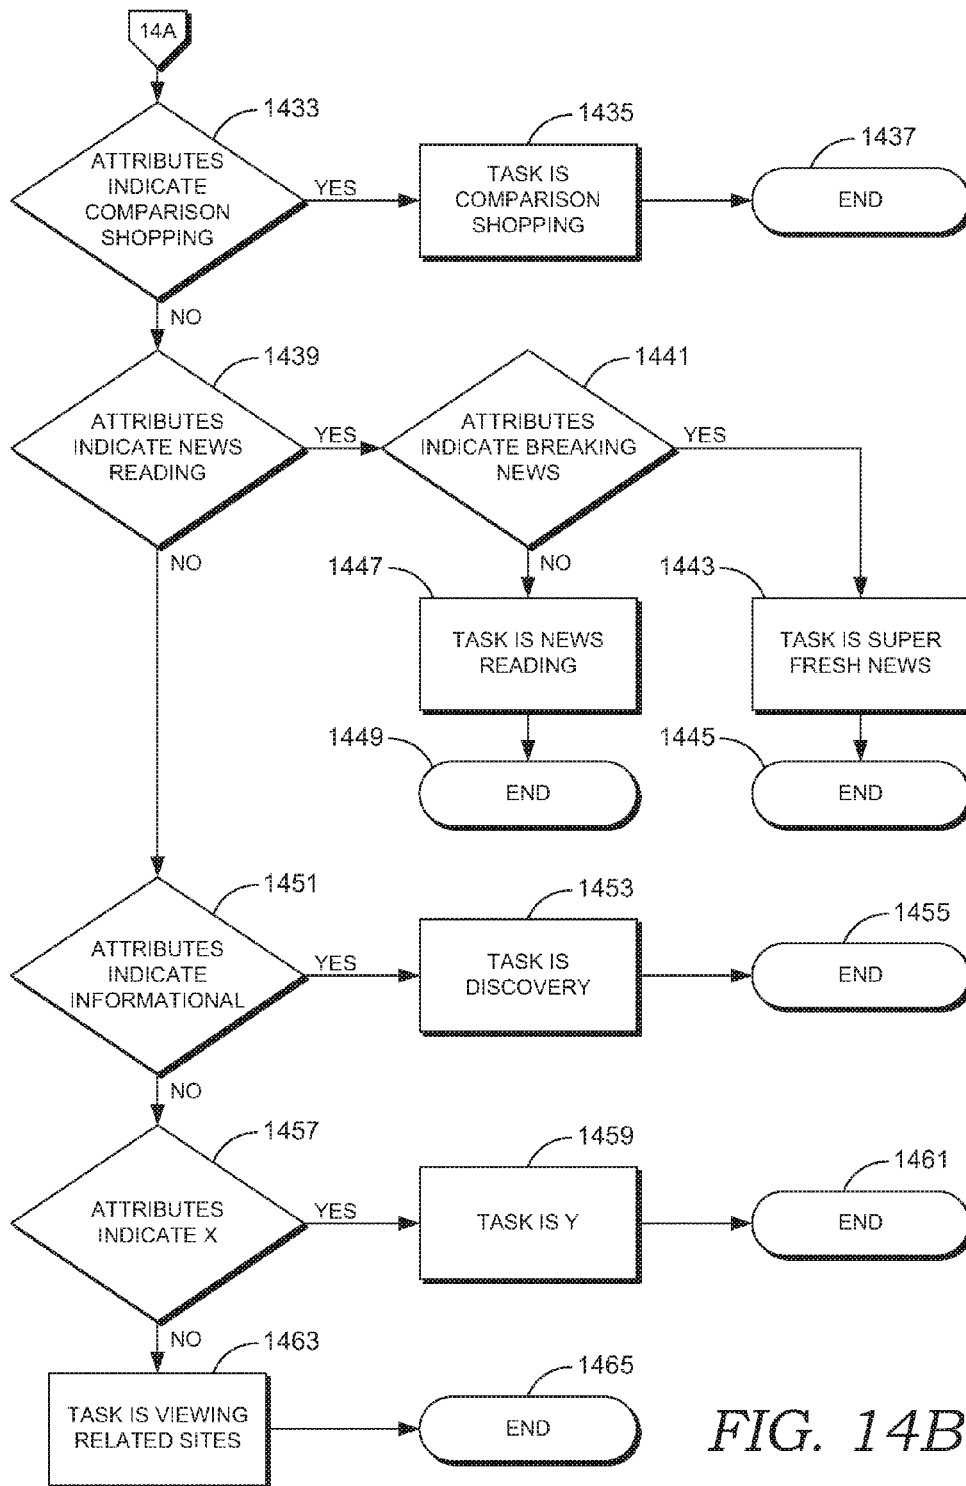 14A
1433
ATTRIBUTES
INDICATE
COMPARISON
SHOPPING
YES
1435
TASK IS
COMPARISON
SHOPPING
1437
END
NO
1439
ATTRIBUTES
INDICATE NEWS
READING
YES
1441
ATTRIBUTES
INDICATE BREAKING
NEWS
YES
NO
NO
1447
TASK IS NEWS
READING
1443
TASK IS SUPER
FRESH NEWS
1449
END
1445
END
1451
ATTRIBUTES
INDICATE
INFORMATIONAL
YES
1453
TASK IS
DISCOVERY
1455
END
NO
1457
ATTRIBUTES
INDICATE X
YES
1459
TASK IS Y
1461
END
NO
1463
TASK IS VIEWING
RELATED SITES
1465
END
FIG. 14B